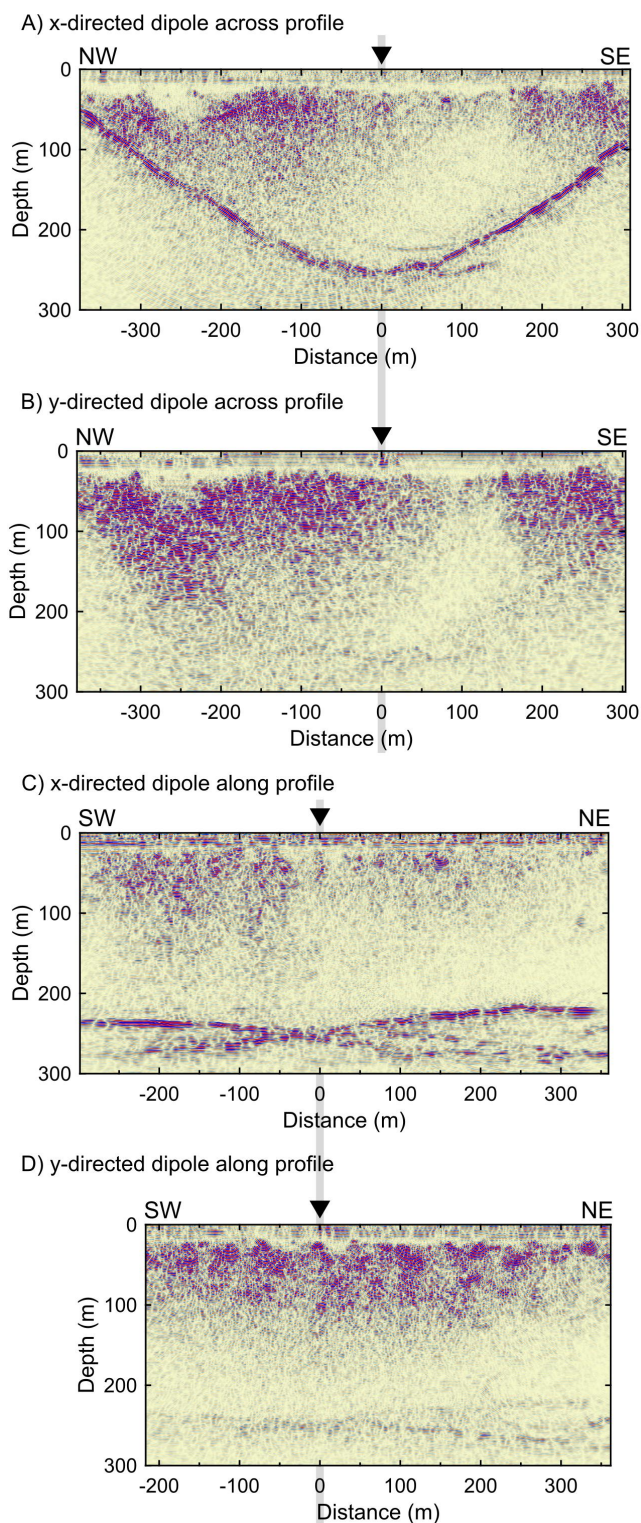 A) x-directed dipole across profile
NW SE
0
100
200
300
Depth (m)
-300 -200 -100 0 100 200 300
Distance (m)
B) y-directed dipole across profile
NW SE
0
100
200
300
Depth (m)
-300 -200 -100 0 100 200 300
Distance (m)
C) x-directed dipole along profile
SW NE
0
100
200
300
Depth (m)
-200 -100 0 100 200 300
Distance (m)
D) y-directed dipole along profile
SW NE
0
100
200
300
Depth (m)
-200 -100 0 100 200 300
Distance (m)